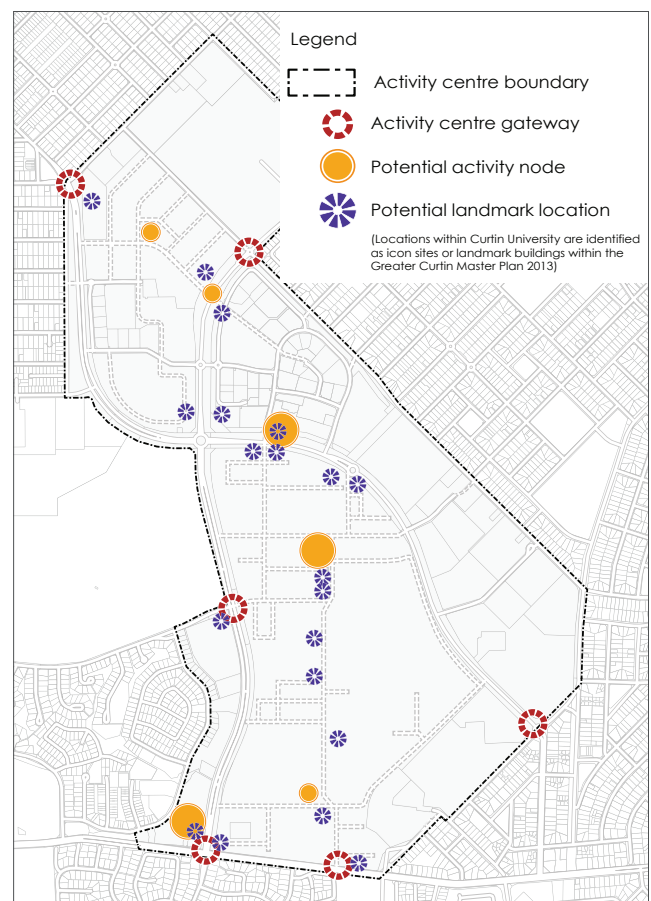 Legend
Activity centre boundary
Activity centre gateway
Potential activity node
Potential landmark location
(Locations within Curtin University are identified
as icon sites or landmark buildings within the
Greater Curtin Master Plan 2013)